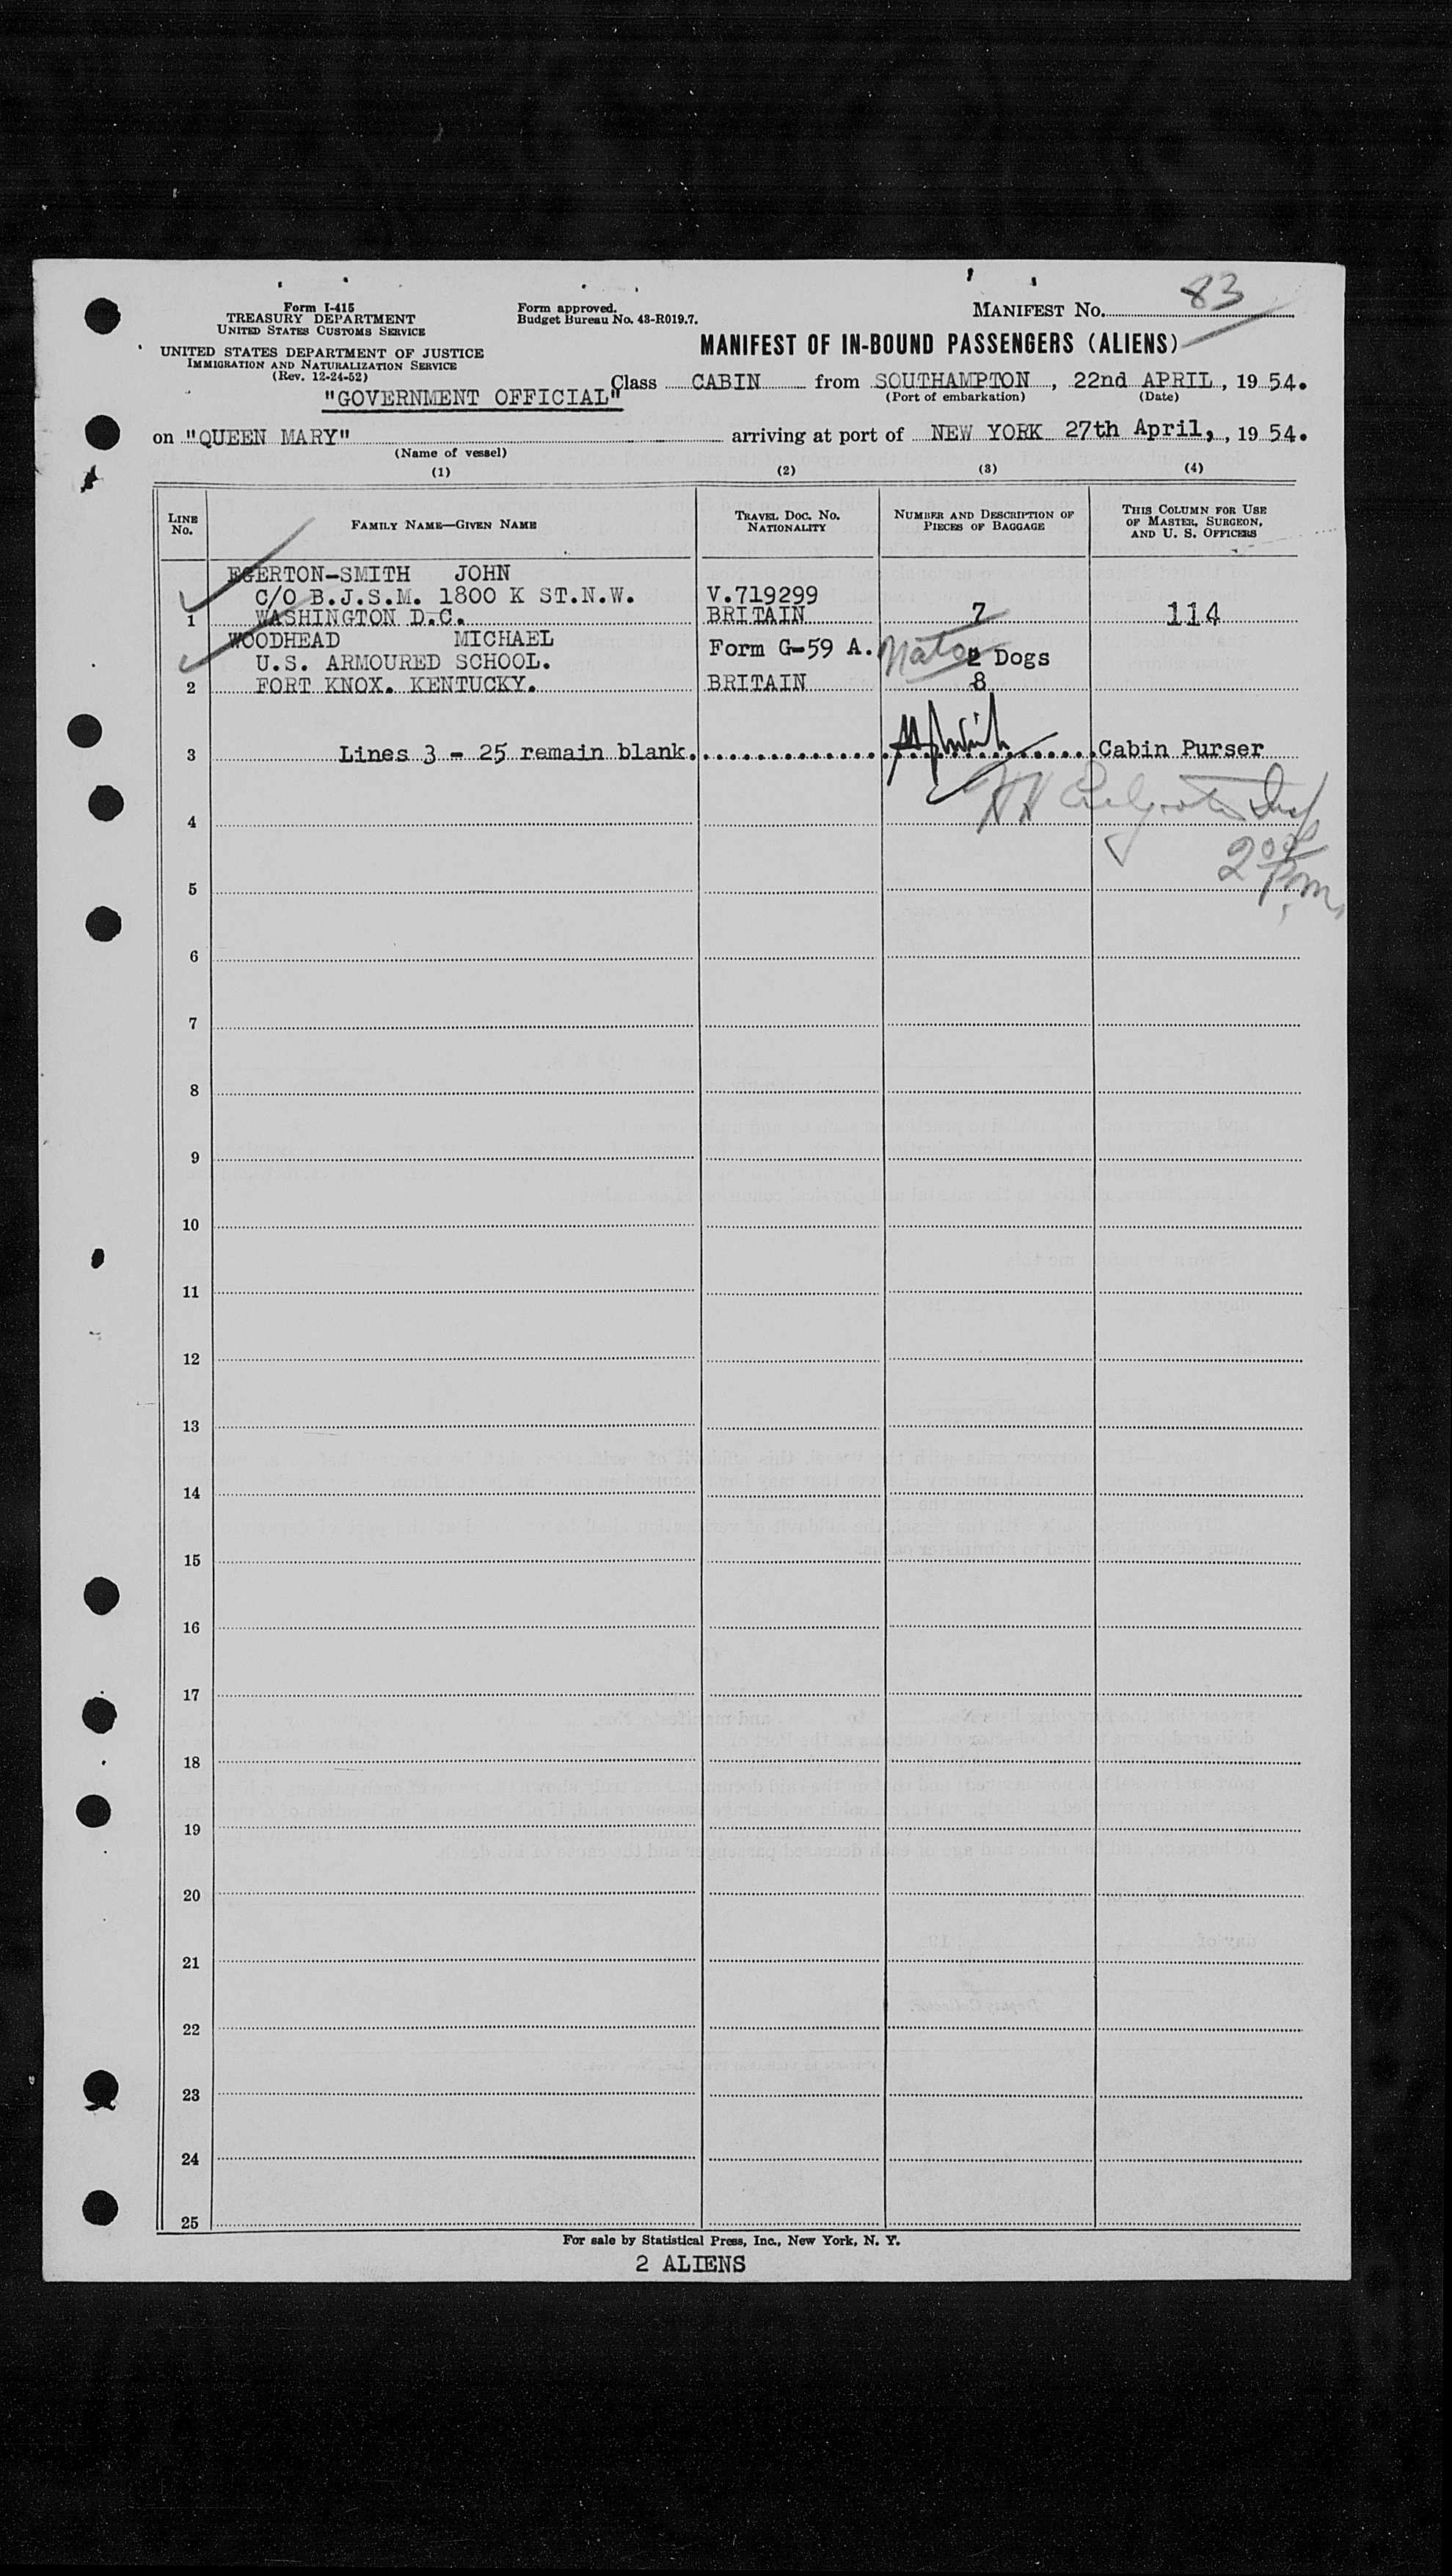 83
Form I-415
TREASURY DEPARTMENT
UNITED STATES CUSTOMS SERVICE
Form approved.
Budget Bureau No. 43-R019.7.
MANIFEST NO.
UNITED STATES DEPARTMENT OF JUSTICE
IMMIGRATION AND NATURALIZATION SERVICE
(Rev. 12-24-52)
MANIFEST OF IN-BOUND PASSENGERS (ALIENS)
"GOVERNMENT OFFICIAL"
Class CABIN from SOUTHAMPTON, 22nd APRIL, 1954.
(Port of embarkation) (Date)
on "QUEEN MARY" arriving at port of NEW YORK 27th April,, 1954.
(Name of vessel)
(1) (2) (3) (4)
LINE NO. FAMILY NAME—GIVEN NAME TRAVEL DOC. NO. NATIONALITY NUMBER AND DESCRIPTION OF PIECES OF BAGGAGE THIS COLUMN FOR USE OF MASTER, SURGEON, AND U. S. OFFICERS
EGERTON-SMITH JOHN
C/O B.J.S.M. 1800 K ST.N.W. V.719299
1 WASHINGTON D.C. BRITAIN 7 114
WOODHEAD MICHAEL Form G-59 A. Nato
U.S. ARMOURED SCHOOL. 2 Dogs
2 FORT KNOX. KENTUCKY. BRITAIN 8
3 Lines 3 - 25 remain blank. Cabin Purser
4
2 00 pm
5
6
7
8
9
10
11
12
13
14
15
16
17
18
19
20
21
22
23
24
25
For sale by Statistical Press, Inc., New York, N. Y.
2 ALIENS